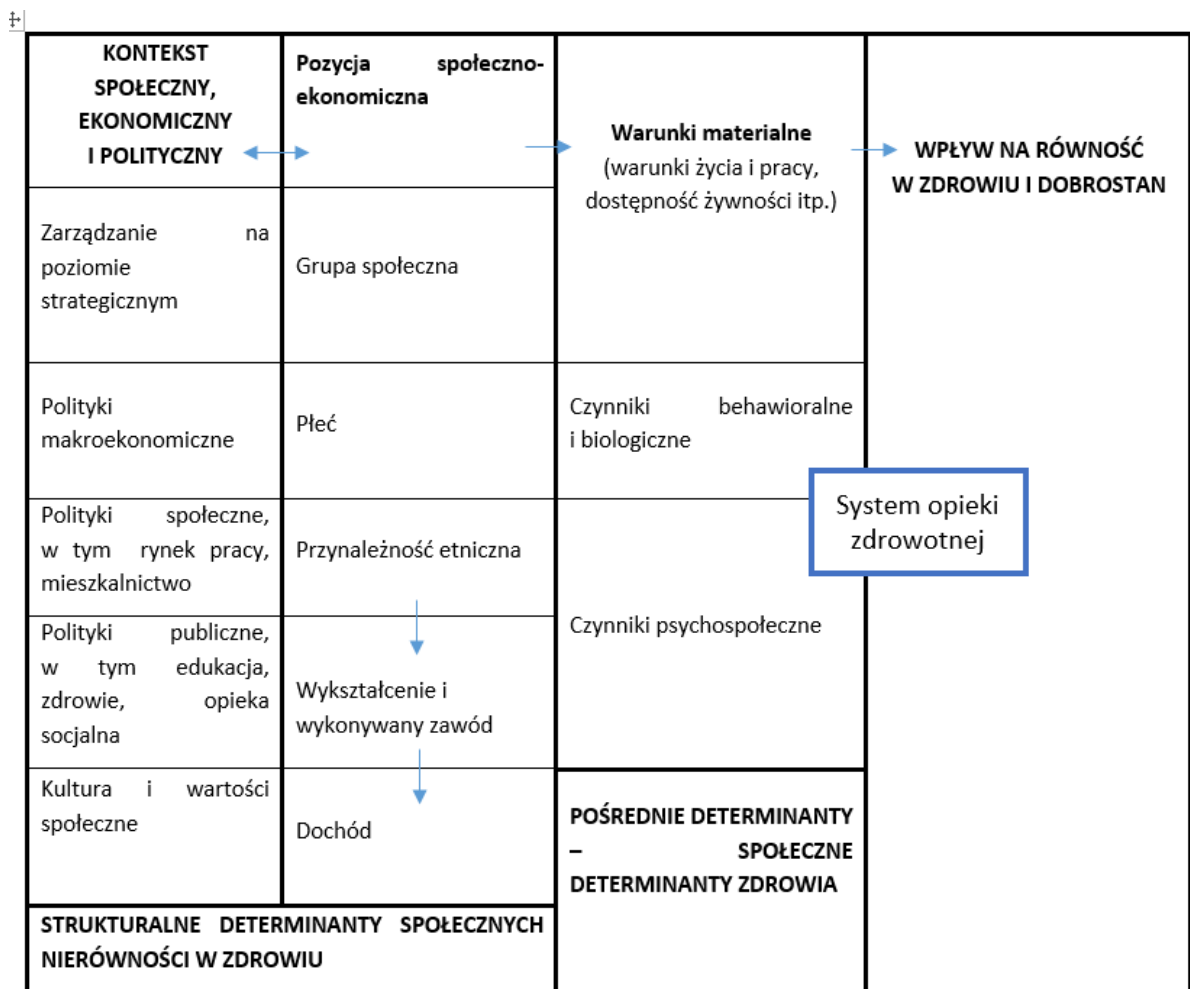 KONTEKST
SPOŁECZNY,
EKONOMICZNY
I POLITYCZNY
Pozycja społeczno-
ekonomiczna
Warunki materialne
(warunki życia i pracy,
dostępność żywności itp.)
WPŁYW NA RÓWNOŚĆ
W ZDROWIU I DOBROSTAN
Zarządzanie na
poziomie
strategicznym
Grupa społeczna
Polityki
makroekonomiczne
Płeć
Czynniki behawioralne
i biologiczne
System opieki
zdrowotnej
Polityki społeczne,
w tym rynek pracy,
mieszkalnictwo
Przynależność etniczna
Czynniki psychospołeczne
Polityki publiczne,
w tym edukacja,
zdrowie, opieka
socjalna
Wykształcenie i
wykonywany zawód
Kultura i wartości
społeczne
Dochód
POŚREDNIE DETERMINANTY
– SPOŁECZNE
DETERMINANTY ZDROWIA
STRUKTURALNE DETERMINANTY SPOŁECZNYCH
NIERÓWNOŚCI W ZDROWIU